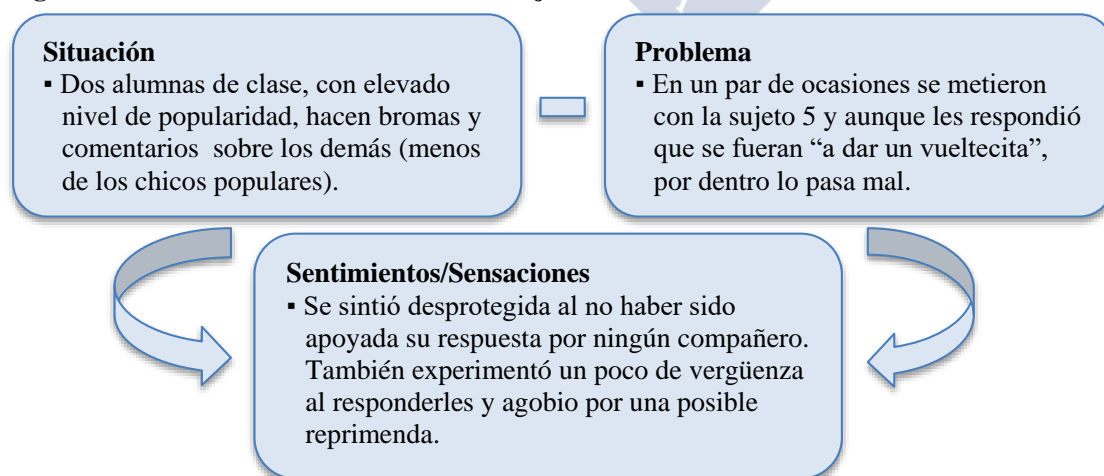 Situación
▪ Dos alumnas de clase, con elevado
nivel de popularidad, hacen bromas y
comentarios sobre los demás (menos
de los chicos populares).
Problema
▪ En un par de ocasiones se metieron
con la sujeto 5 y aunque les respondió
que se fueran “a dar un vueltecita”,
por dentro lo pasa mal.
Sentimientos/Sensaciones
▪ Se sintió desprotegida al no haber sido
apoyada su respuesta por ningún compañero.
También experimentó un poco de vergüenza
al responderles y agobio por una posible
reprimenda.